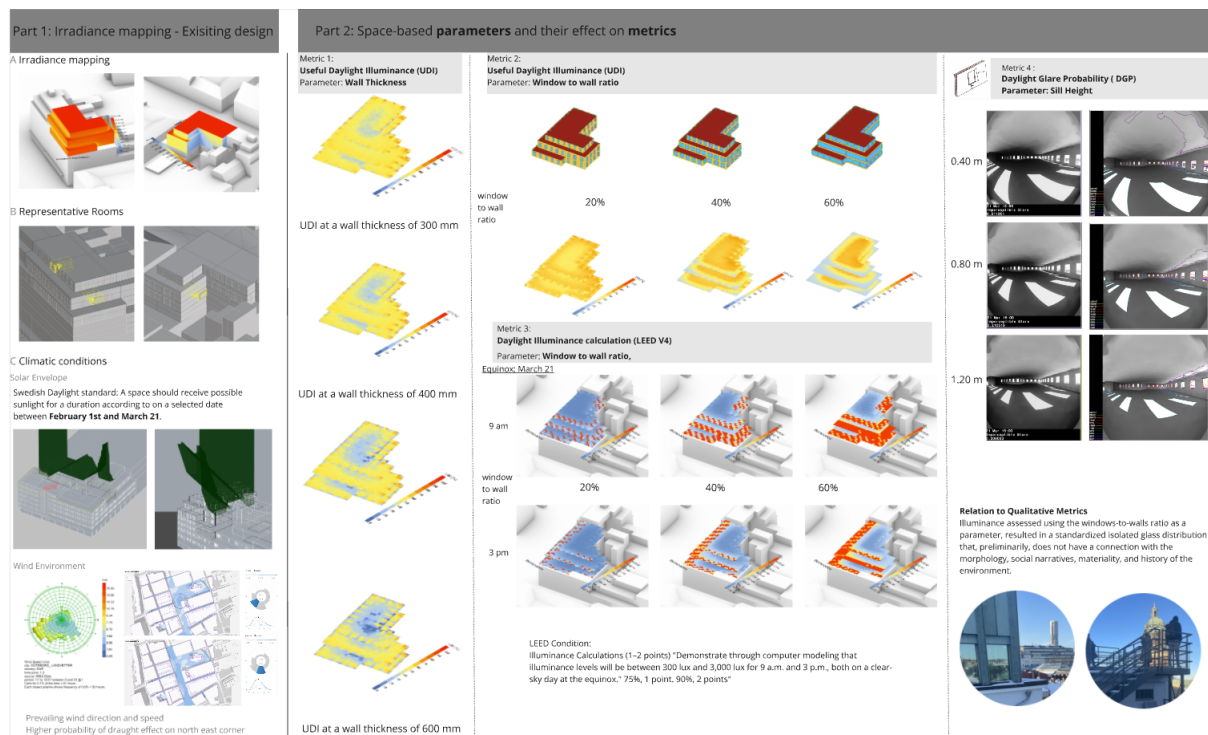 Part 1: Irradiance mapping - Exisiting design
A Irradiance mapping
B Representative Rooms
C Climatic conditions
Solar Envelope
Swedish Daylight standard: A space should receive possible
sunlight for a duration according to on a selected date
between February 1st and March 21.
Wind Environment
Prevailing wind direction and speed
Higher probability of draught effect on north east corner
Part 2: Space-based parameters and their effect on metrics
Metric 1:
Useful Daylight Illuminance (UDI)
Parameter: Wall Thickness
UDI at a wall thickness of 300 mm
UDI at a wall thickness of 400 mm
UDI at a wall thickness of 600 mm
Metric 2:
Useful Daylight Illuminance (UDI)
Parameter: Window to wall ratio
window
to wall
ratio
20%
40%
60%
Metric 3:
Daylight Illuminance calculation (LEED V4)
Parameter: Window to wall ratio,
Equinox: March 21
9 am
window
to wall
ratio
20%
40%
60%
3 pm
LEED Condition:
Illuminance Calculations (1–2 points) "Demonstrate through computer modeling that
illuminance levels will be between 300 lux and 3,000 lux for 9 a.m. and 3 p.m., both on a clear-
sky day at the equinox." 75%, 1 point. 90%, 2 points"
Metric 4 :
Daylight Glare Probability ( DGP)
Parameter: Sill Height
0.40 m
0.80 m
1.20 m
Relation to Qualitative Metrics
Illuminance assessed using the windows-to-walls ratio as a
parameter, resulted in a standardized isolated glass distribution
that, preliminarily, does not have a connection with the
morphology, social narratives, materiality, and history of the
environment.